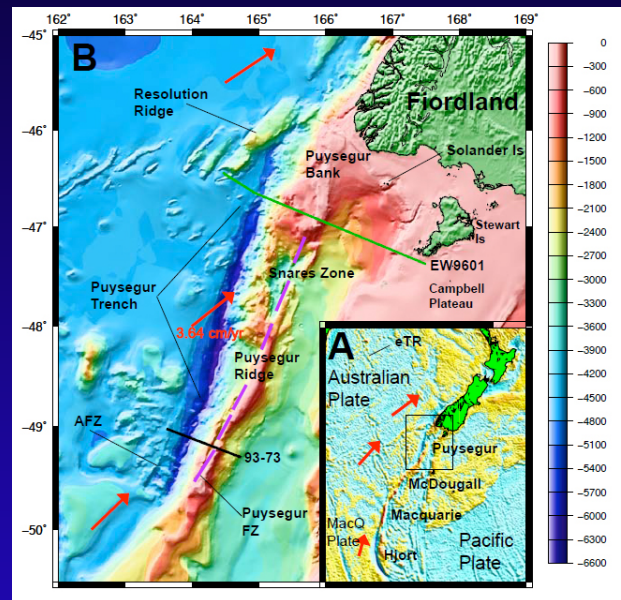 162° 163° 164° 165° 166° 167° 168° 169°
B
-45°
-46°
-47°
-48°
-49°
-50°
Resolution
Ridge
Fiordland
Puysegur
Bank
Solander Is
Stewart
Is
EW9601
Snares Zone
Campbell
Plateau
Puysegur
Trench
3.64 cm/yr
Puysegur
Ridge
AFZ
93-73
Puysegur
FZ
A
eTR
Australian
Plate
Puysegur
McDougall
Macquarie
MacQ
Plate
Hjort
Pacific
Plate
0
-300
-600
-900
-1200
-1500
-1800
-2100
-2400
-2700
-3000
-3300
-3600
-3900
-4200
-4500
-4800
-5100
-5400
-5700
-6000
-6300
-6600